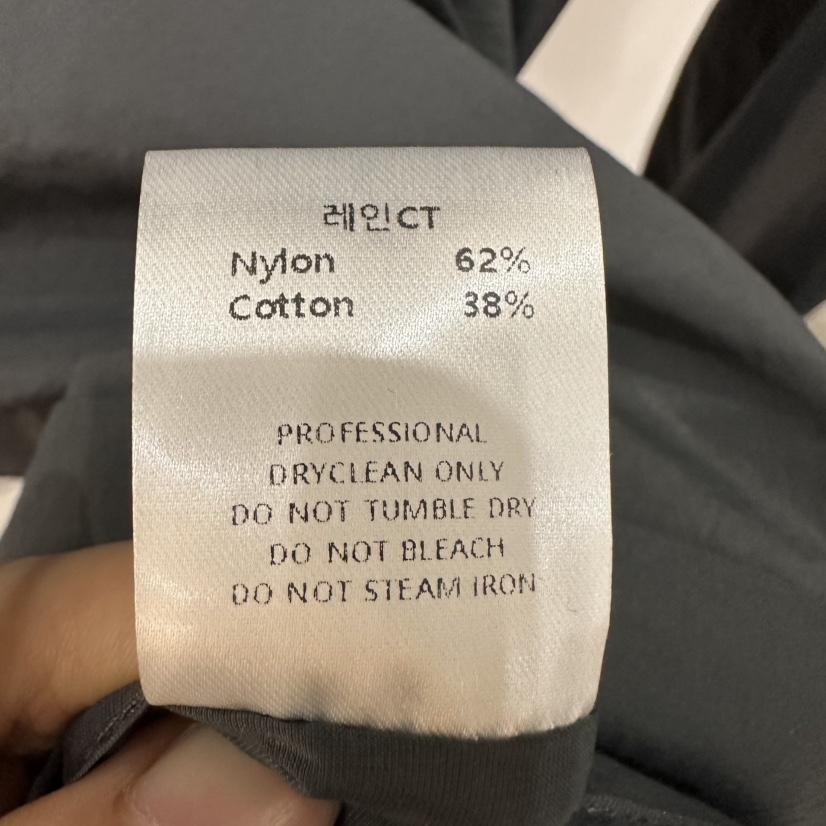 레인CT
Nylon 62%
Cotton 38%
PROFESSIONAL
DRYCLEAN ONLY
DO NOT TUMBLE DRY
DO NOT BLEACH
DO NOT STEAM IRON